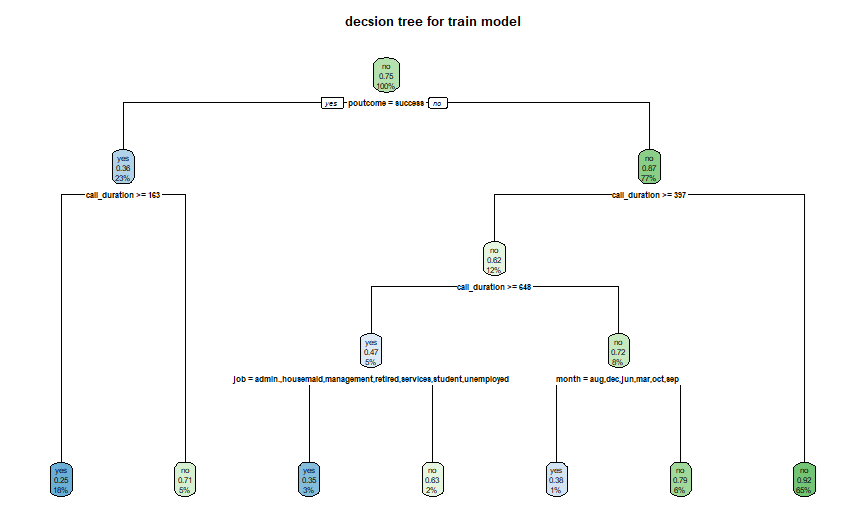 decsion tree for train model
no
0.75
100%
yes poutcome = success no
yes
0.36
23%
no
0.87
77%
call_duration >= 163
call_duration >= 397
no
0.62
12%
call_duration >= 648
yes
0.47
5%
no
0.72
8%
job = admin.,housemaid,management,retired,services,student,unemployed
month = aug,dec,jun,mar,oct,sep
yes
0.25
18%
no
0.71
5%
yes
0.35
3%
no
0.63
2%
yes
0.38
1%
no
0.79
6%
no
0.92
65%